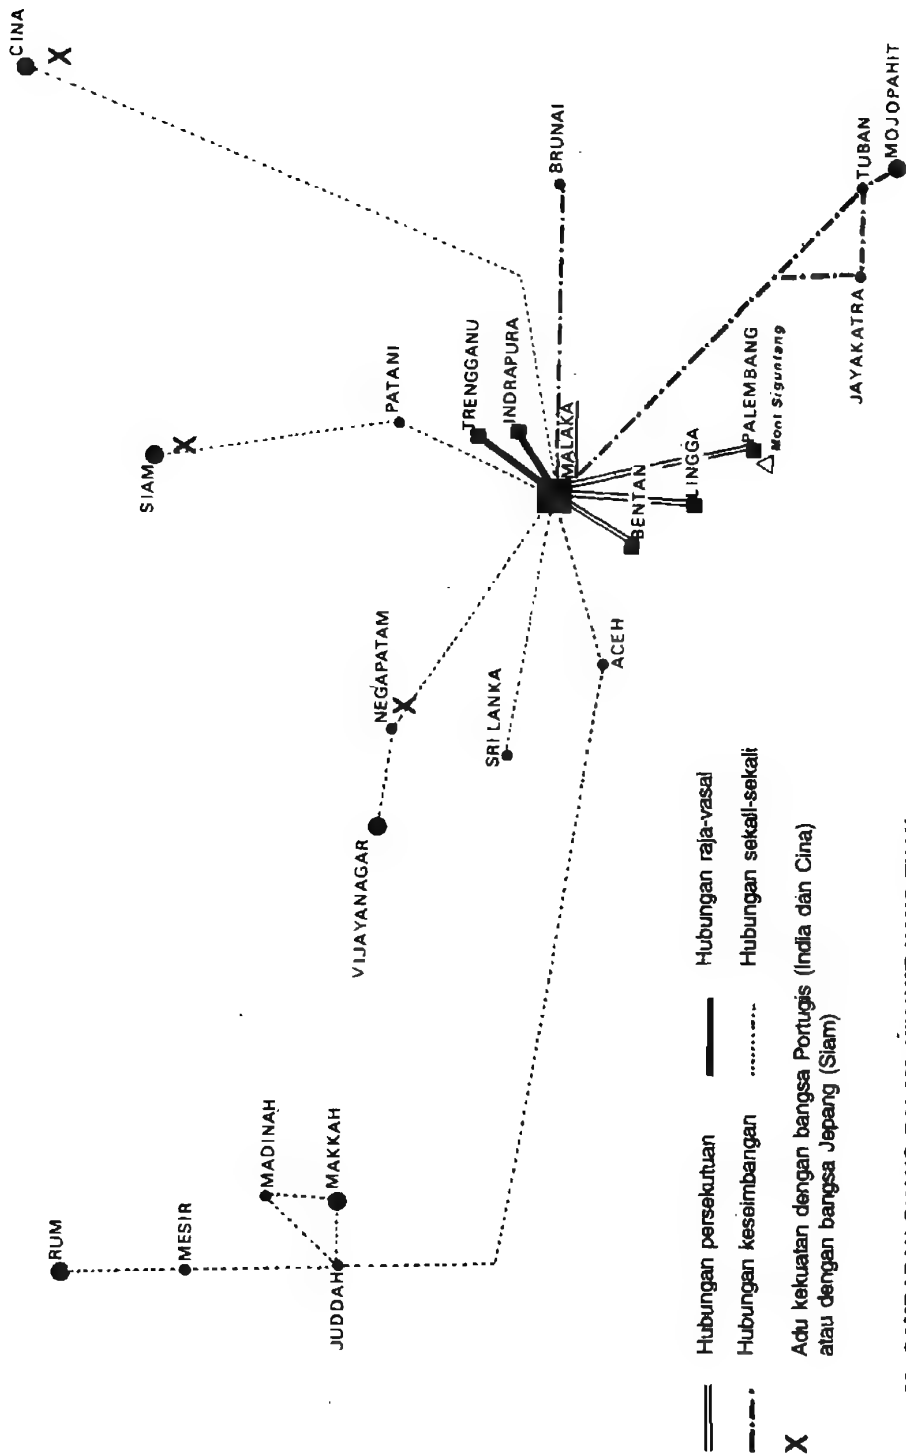 CINA
X
RUM
SIAM
X
MESIR
MADINAH
JUDDAH
MAKKAH
VIJAYANAGAR
NEGAPATAM
X
PATANI
TRENGGANU
SRI LANKA
INDRAPURA
BRUNAI
MALAKA
ACEH
BENTAN
LINGGA
PALEMBANG
Mont Siguntang
JAYAKATRA
TUBAN
MOJOPAHIT
Hubungan persekutuan
Hubungan raja-vasal
Hubungan keseimbangan
Hubungan sekali-sekali
X Adu kekuatan dengan bangsa Portugis (India dan Cina)
atau dengan bangsa Jepang (Siam)